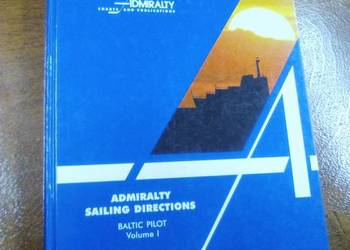 ADMIRALTY
CHARTS AND PUBLICATIONS
ADMIRALTY
SAILING DIRECTIONS
BALTIC PILOT
Volume I